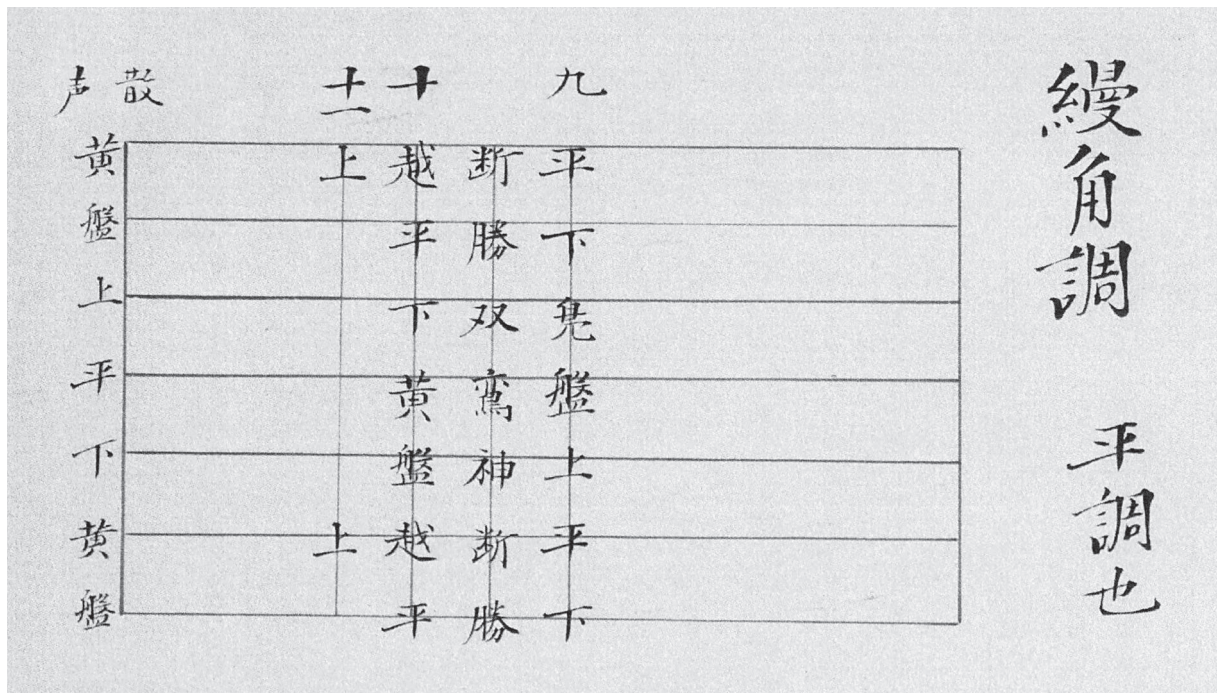 縵角調 平調也
九 平下凫盤上平下
断勝双鵉神断勝
十 越平下黄盤越平
十一 上上
散声 黄盤上平下黄盤